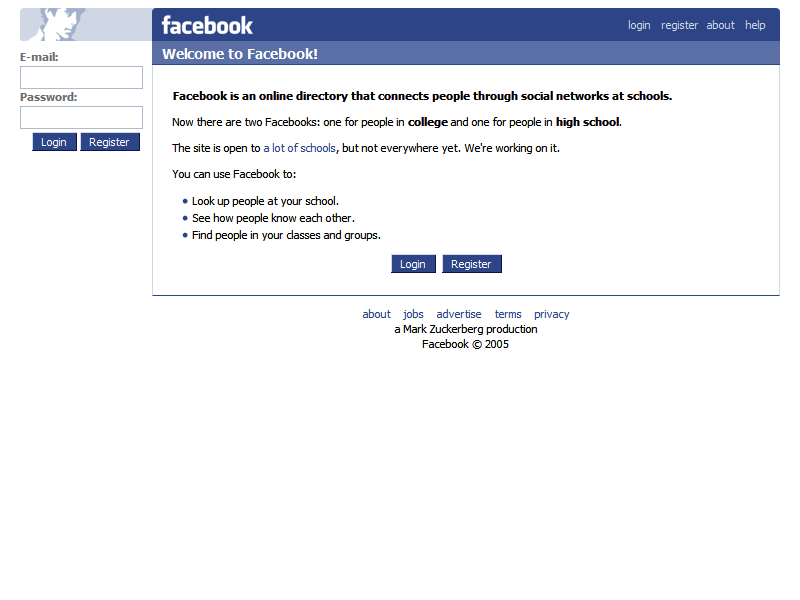 facebook
login register about help
Welcome to Facebook!
E-mail:
Password:
Login Register
Facebook is an online directory that connects people through social networks at schools.
Now there are two Facebooks: one for people in college and one for people in high school.
The site is open to a lot of schools, but not everywhere yet. We're working on it.
You can use Facebook to:
• Look up people at your school.
• See how people know each other.
• Find people in your classes and groups.
Login Register
about jobs advertise terms privacy
a Mark Zuckerberg production
Facebook © 2005